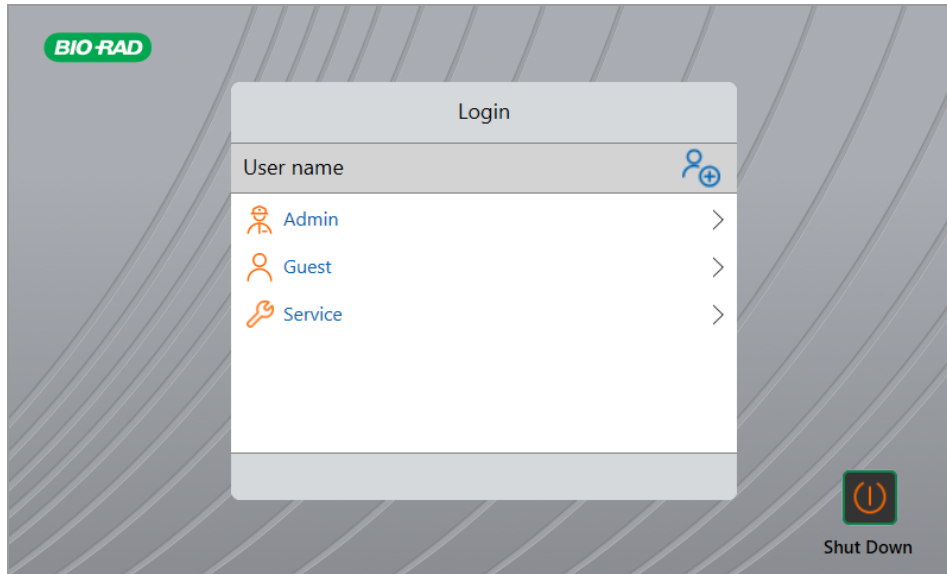 BIO-RAD
Login
User name
Admin
Guest
Service
Shut Down